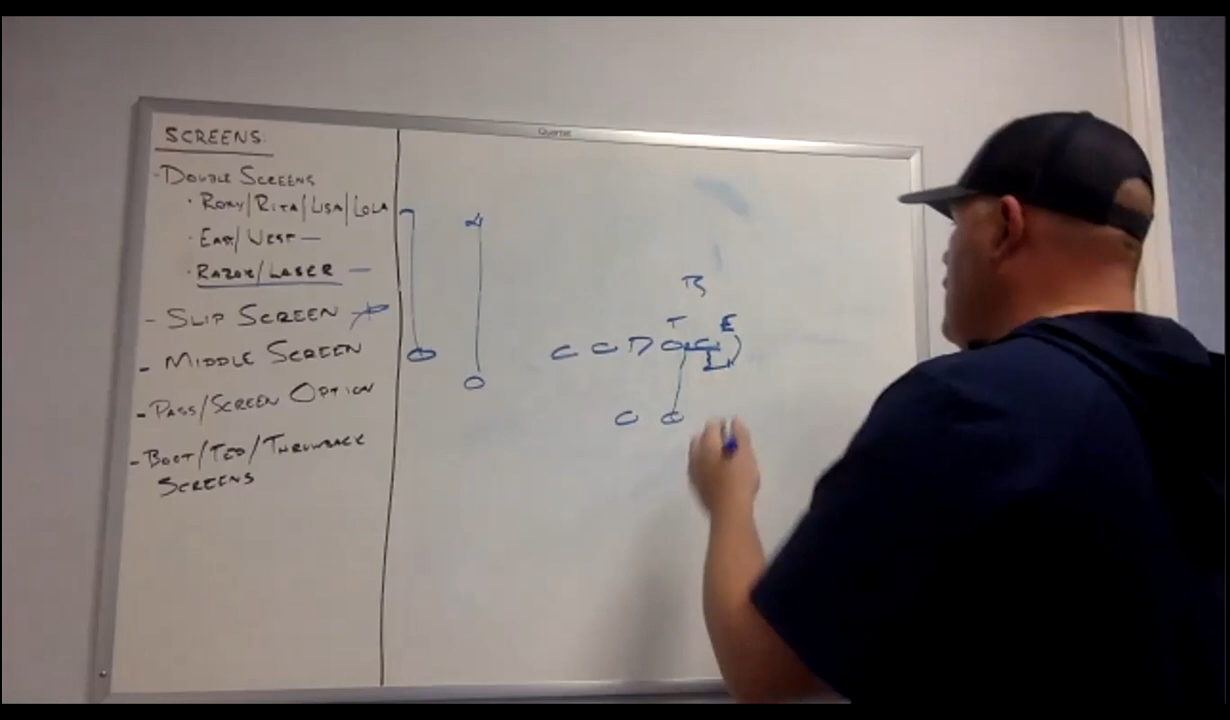 Quartet
SCREENS
- DOUBLE SCREENS
· ROXY/RITA/LISA/LOLA
· EAST/WEST —
· RAZOR/LASER —
- SLIP SCREEN
- MIDDLE SCREEN
- PASS/SCREEN OPTION
- BOOT/TED/THROWBACK
SCREENS
B
T E